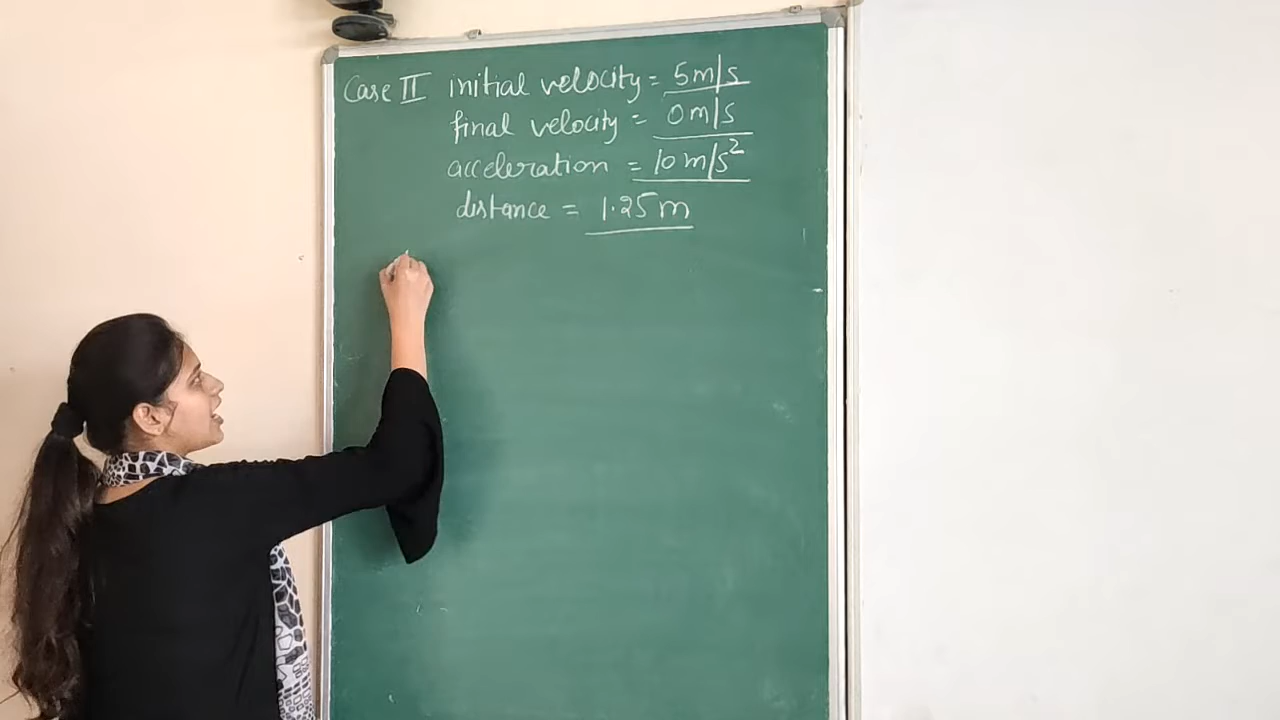 Case II initial velocity = 5m/s
final velocity = 0m/s
acceleration = 10 m/s²
distance = 1.25 m